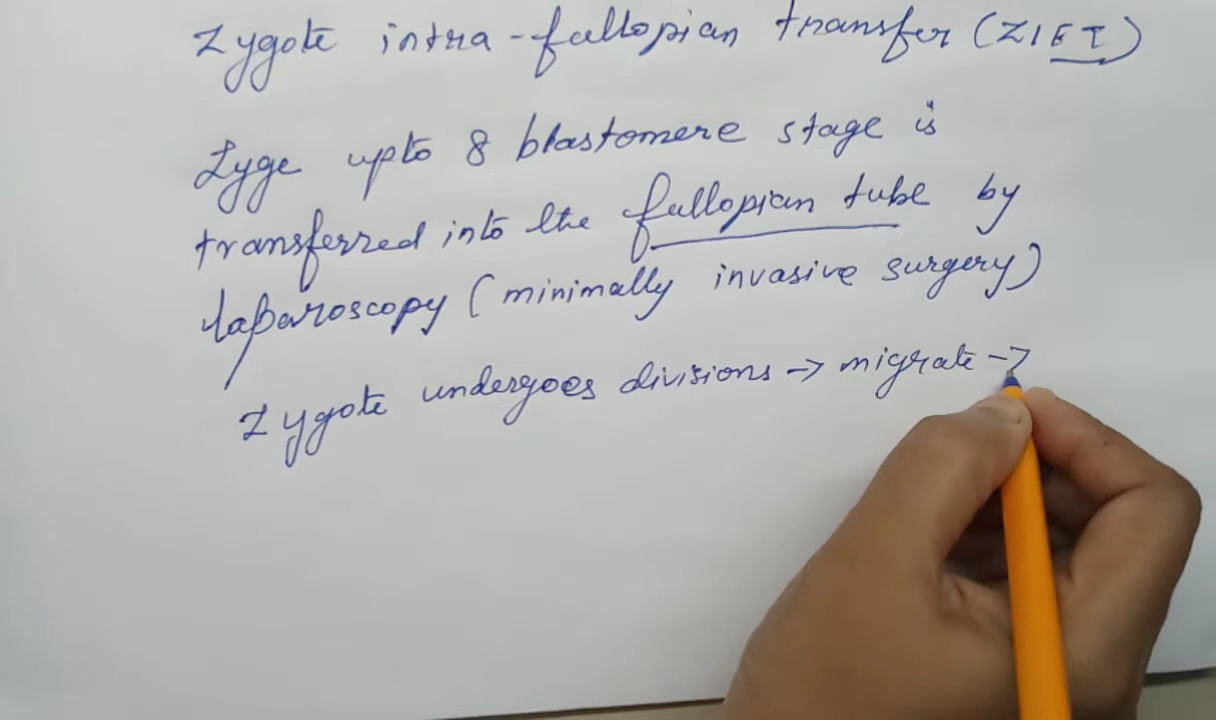 Zygote intra-fallopian transfer (ZIET)
Zyge upto 8 blastomere stage is
transferred into the fallopian tube by
laparoscopy (minimally invasive surgery)
Zygote undergoes divisions → migrate →